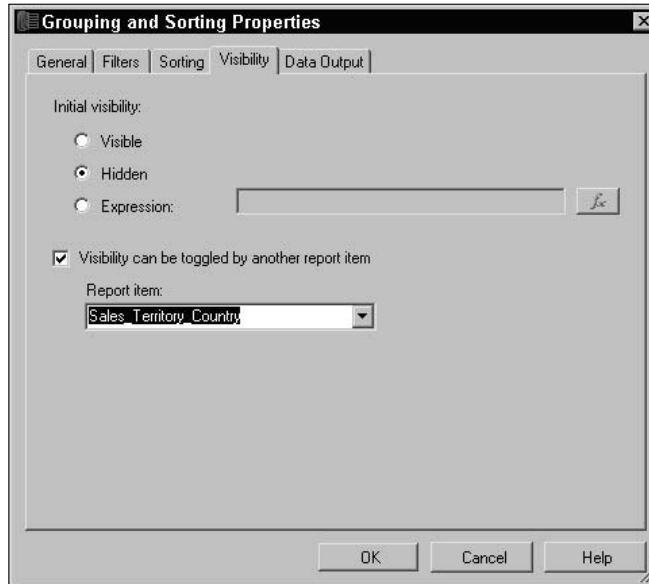 Grouping and Sorting Properties
General Filters Sorting Visibility Data Output
Initial visibility:
Visible
Hidden
Expression:
fx
Visibility can be toggled by another report item
Report item:
Sales_Territory_Country
OK Cancel Help